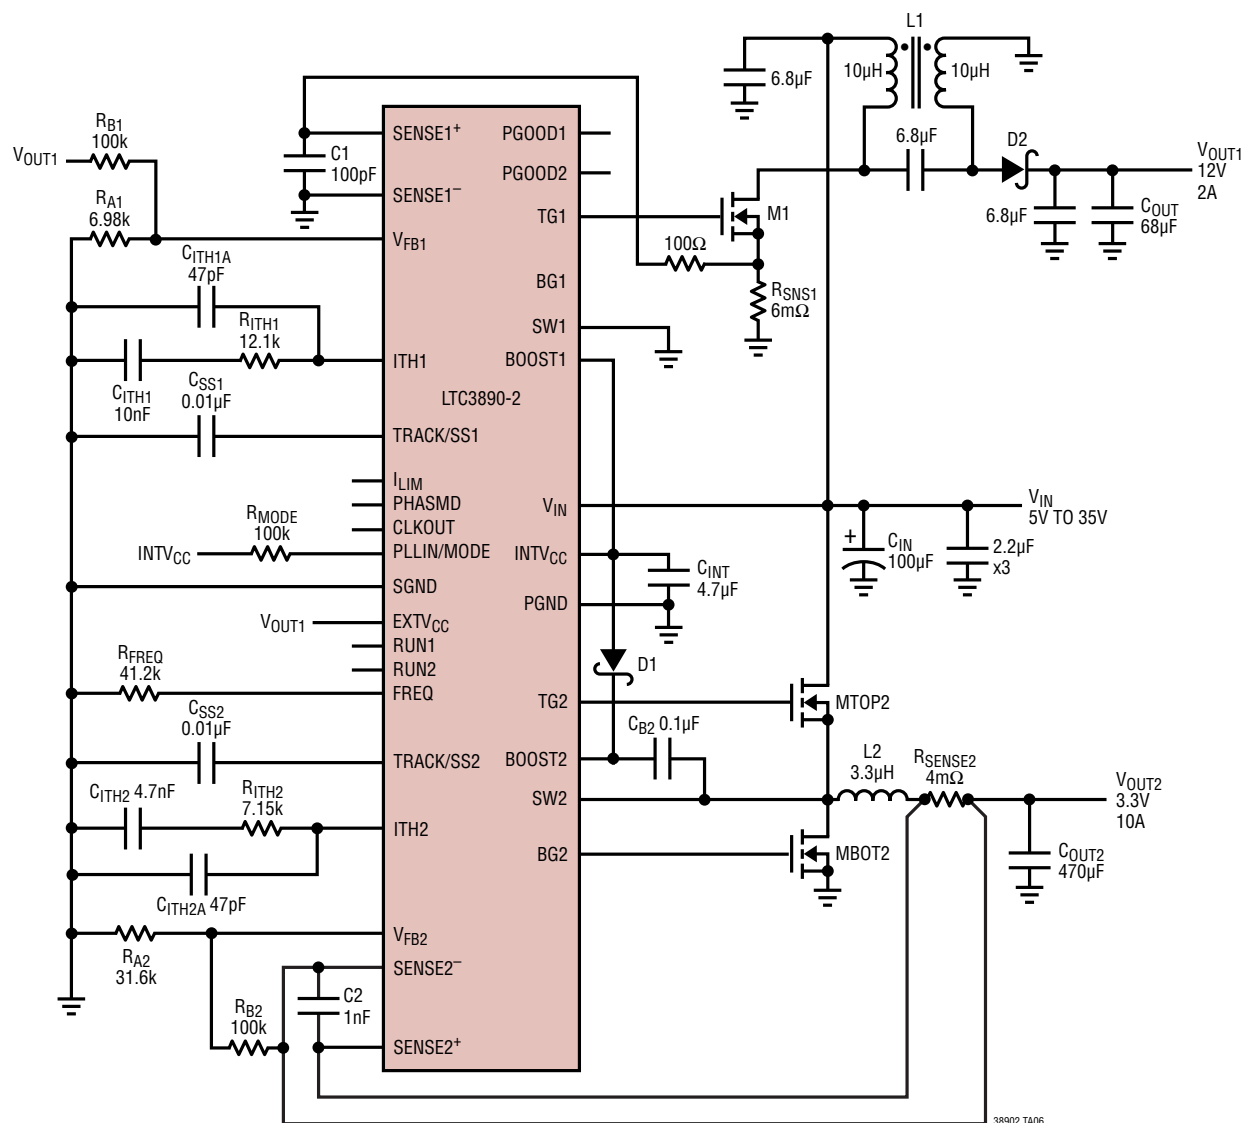 L1
10µH
10µH
6.8µF
6.8µF
D2
VOUT1
12V
2A
6.8µF
COUT
68µF
M1
100Ω
RSNS1
6mΩ
RB1
100k
VOUT1
RA1
6.98k
C1
100pF
CITH1A
47pF
RITH1
12.1k
CITH1
10nF
CSS1
0.01µF
RMODE
100k
INTVCC
VOUT1
RFREQ
41.2k
CSS2
0.01µF
CITH2 4.7nF
RITH2
7.15k
CITH2A 47pF
RA2
31.6k
RB2
100k
C2
1nF
SENSE1+
SENSE1–
VFB1
ITH1
LTC3890-2
TRACK/SS1
ILIM
PHASMD
CLKOUT
PLLIN/MODE
SGND
EXTVCC
RUN1
RUN2
FREQ
TRACK/SS2
ITH2
VFB2
SENSE2–
SENSE2+
PGOOD1
PGOOD2
TG1
BG1
SW1
BOOST1
VIN
INTVCC
PGND
TG2
BOOST2
SW2
BG2
VIN
5V TO 35V
+
CIN
100µF
2.2µF
x3
CINT
4.7µF
D1
MTOP2
CB2 0.1µF
L2
3.3µH
RSENSE2
4mΩ
VOUT2
3.3V
10A
MBOT2
COUT2
470µF
38902 TA06